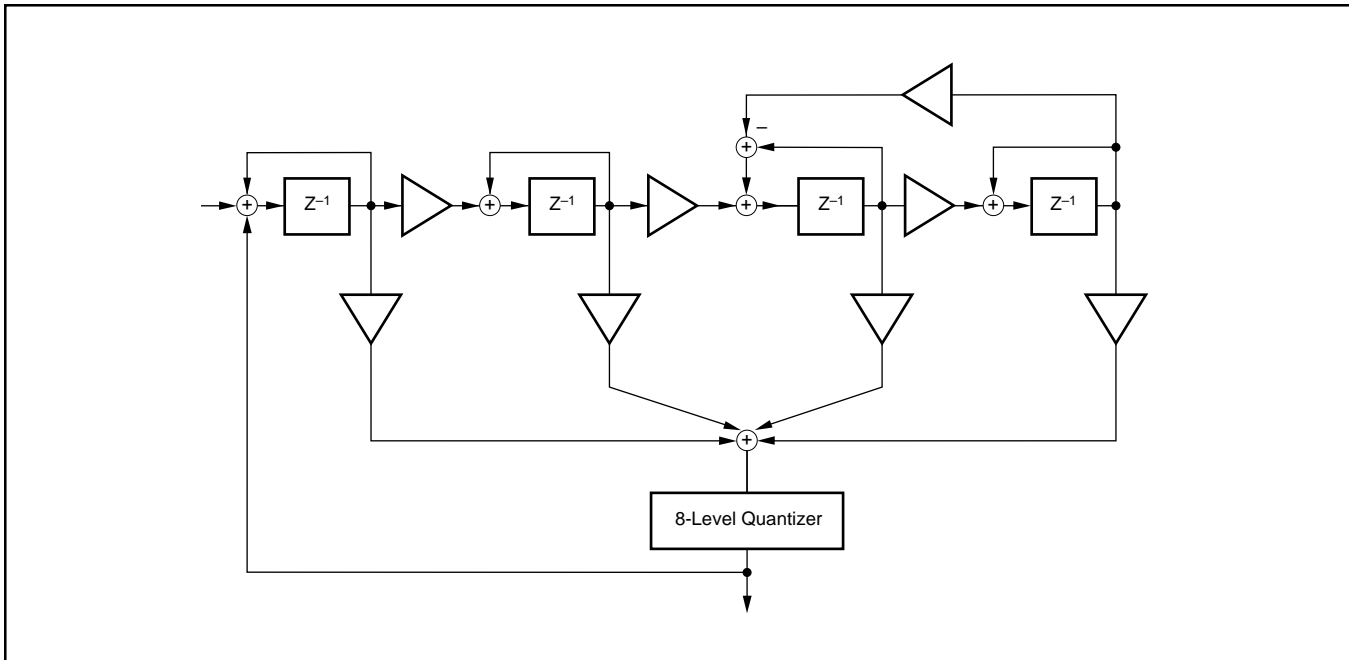 –
+
+
+ Z⁻¹ + Z⁻¹ + Z⁻¹ + Z⁻¹
+
8-Level Quantizer